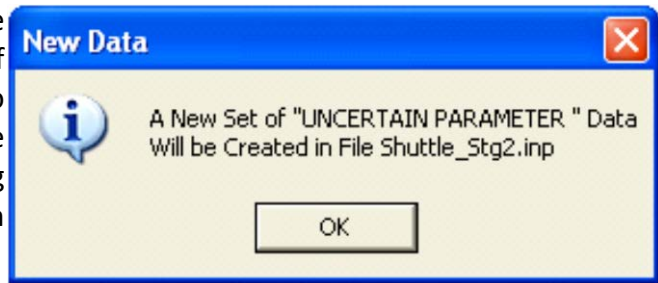 New Data
A New Set of "UNCERTAIN PARAMETER " Data
Will be Created in File Shuttle_Stg2.inp
OK